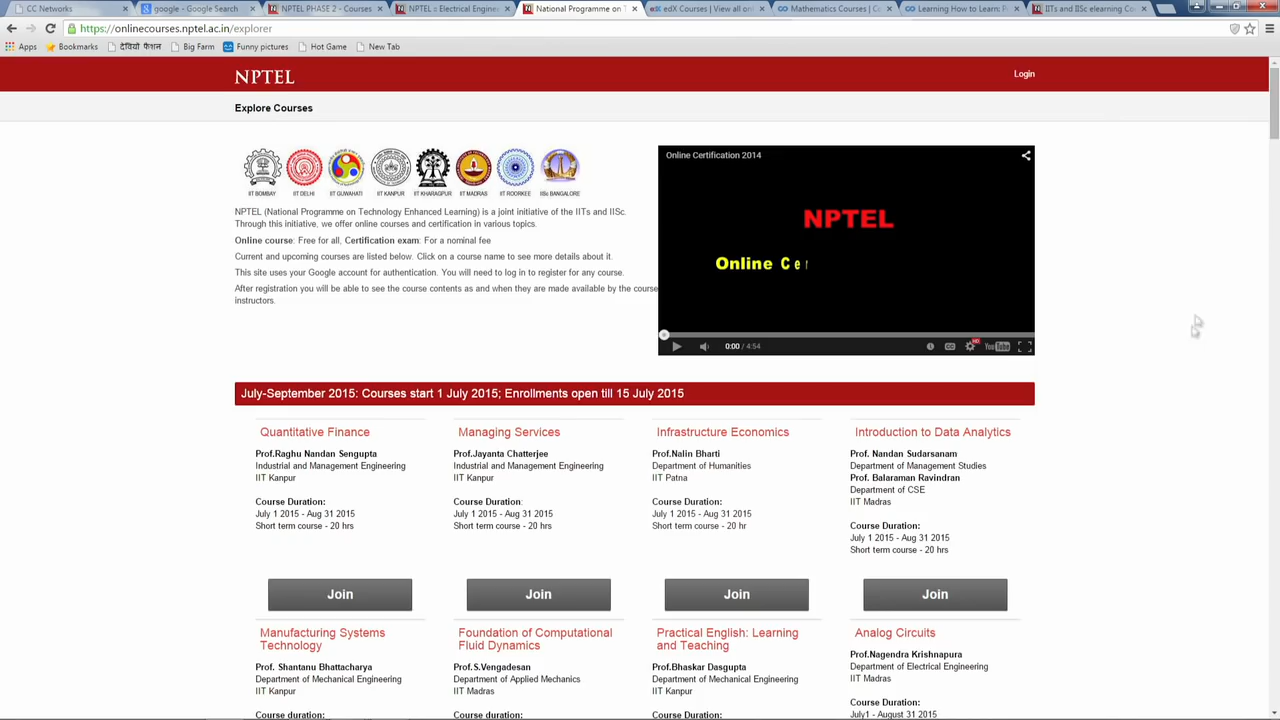 CC Networks
google - Google Search
NPTEL PHASE 2 - Courses
NPTEL :: Electrical Engine
National Programme on T
edX Courses | View all onl
Mathematics Courses | C
Learning How to Learn: P
IITs and IISc elearning Co
https://onlinecourses.nptel.ac.in/explorer
Apps
Bookmarks
Big Farm
Funny pictures
Hot Game
New Tab
NPTEL
Login
Explore Courses
IIT BOMBAY
IIT DELHI
IIT GUWAHATI
IIT KANPUR
IIT KHARAGPUR
IIT MADRAS
IIT ROORKEE
IISc BANGALORE
NPTEL (National Programme on Technology Enhanced Learning) is a joint initiative of the IITs and IISc.
Through this initiative, we offer online courses and certification in various topics.
Online course: Free for all, Certification exam: For a nominal fee
Current and upcoming courses are listed below. Click on a course name to see more details about it.
This site uses your Google account for authentication. You will need to log in to register for any course.
After registration you will be able to see the course contents as and when they are made available by the course
instructors.
Online Certification 2014
NPTEL
Online Cer
0:00 / 4:54
HD
YouTube
July-September 2015: Courses start 1 July 2015; Enrollments open till 15 July 2015
Quantitative Finance
Prof.Raghu Nandan Sengupta
Industrial and Management Engineering
IIT Kanpur
Course Duration:
July 1 2015 - Aug 31 2015
Short term course - 20 hrs
Join
Managing Services
Prof.Jayanta Chatterjee
Industrial and Management Engineering
IIT Kanpur
Course Duration:
July 1 2015 - Aug 31 2015
Short term course - 20 hrs
Join
Infrastructure Economics
Prof.Nalin Bharti
Department of Humanities
IIT Patna
Course Duration:
July 1 2015 - Aug 31 2015
Short term course - 20 hr
Join
Introduction to Data Analytics
Prof. Nandan Sudarsanam
Department of Management Studies
Prof. Balaraman Ravindran
Department of CSE
IIT Madras
Course Duration:
July 1 2015 - Aug 31 2015
Short term course - 20 hrs
Join
Manufacturing Systems
Technology
Prof. Shantanu Bhattacharya
Department of Mechanical Engineering
IIT Kanpur
Course duration:
Foundation of Computational
Fluid Dynamics
Prof.S.Vengadesan
Department of Applied Mechanics
IIT Madras
Course duration:
Practical English: Learning
and Teaching
Prof.Bhaskar Dasgupta
Department of Mechanical Engineering
IIT Kanpur
Course duration:
Analog Circuits
Prof.Nagendra Krishnapura
Department of Electrical Engineering
IIT Madras
Course Duration:
July1 - August 31 2015